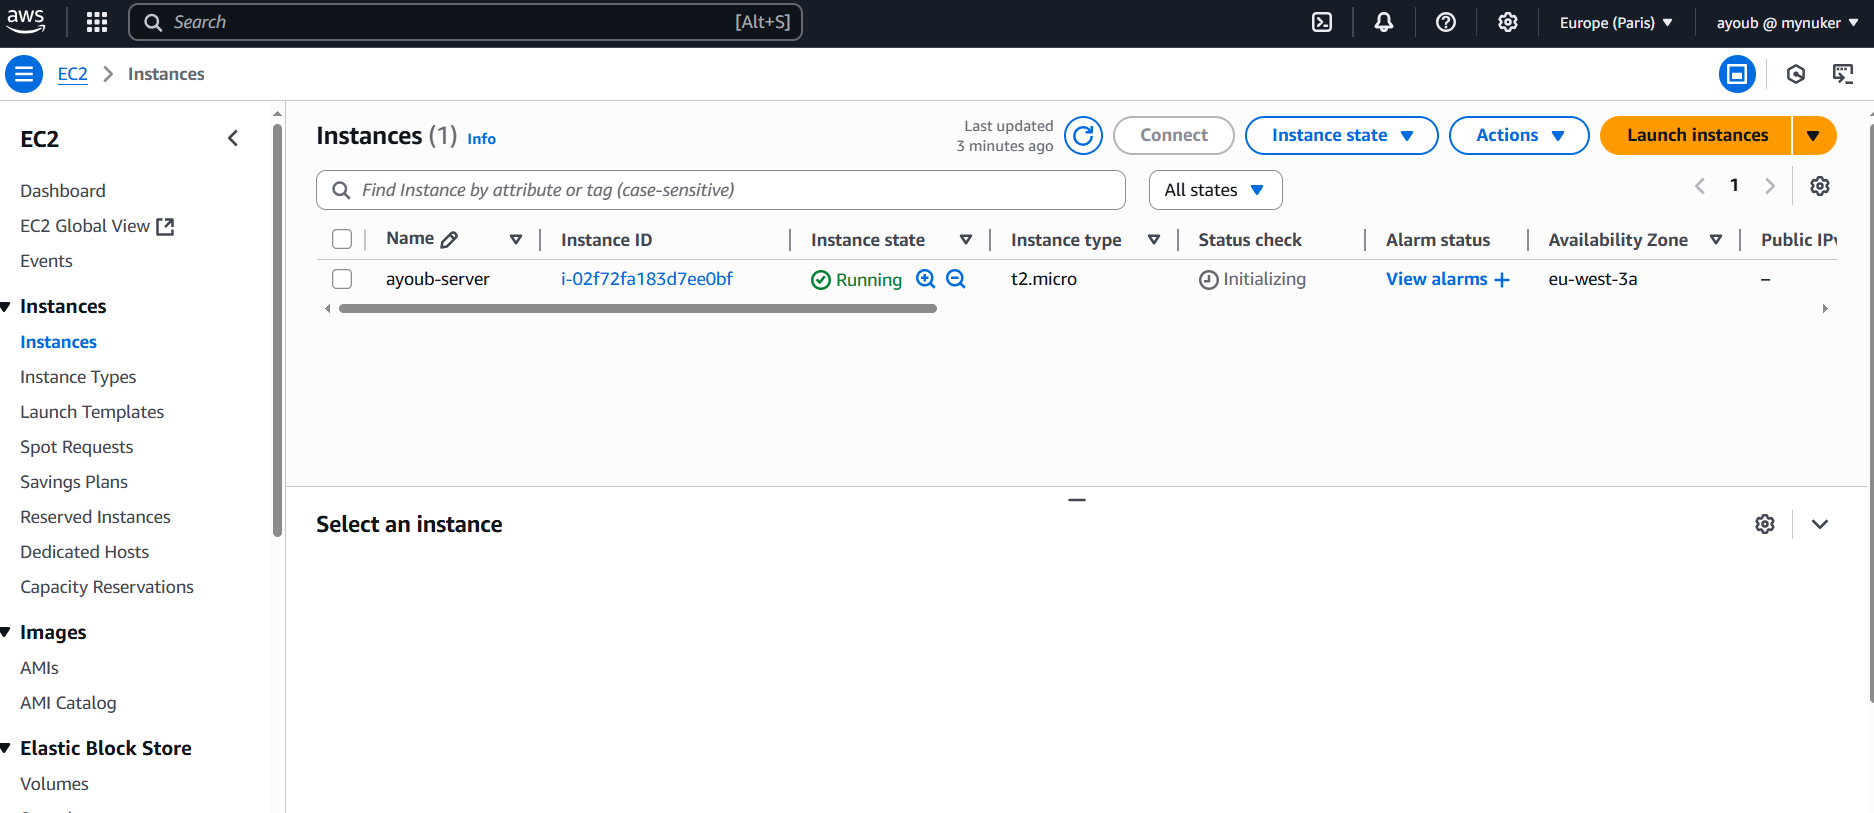 aws
Search [Alt+S]
Europe (Paris)
ayoub @ mynuker
EC2 Instances
EC2
Dashboard
EC2 Global View
Events
Instances
Instances
Instance Types
Launch Templates
Spot Requests
Savings Plans
Reserved Instances
Dedicated Hosts
Capacity Reservations
Images
AMIs
AMI Catalog
Elastic Block Store
Volumes
Instances (1) Info
Last updated
3 minutes ago
Connect
Instance state
Actions
Launch instances
Find Instance by attribute or tag (case-sensitive)
All states
1
Name Instance ID Instance state Instance type Status check Alarm status Availability Zone Public
ayoub-server i-02f72fa183d7ee0bf Running t2.micro Initializing View alarms + eu-west-3a –
Select an instance